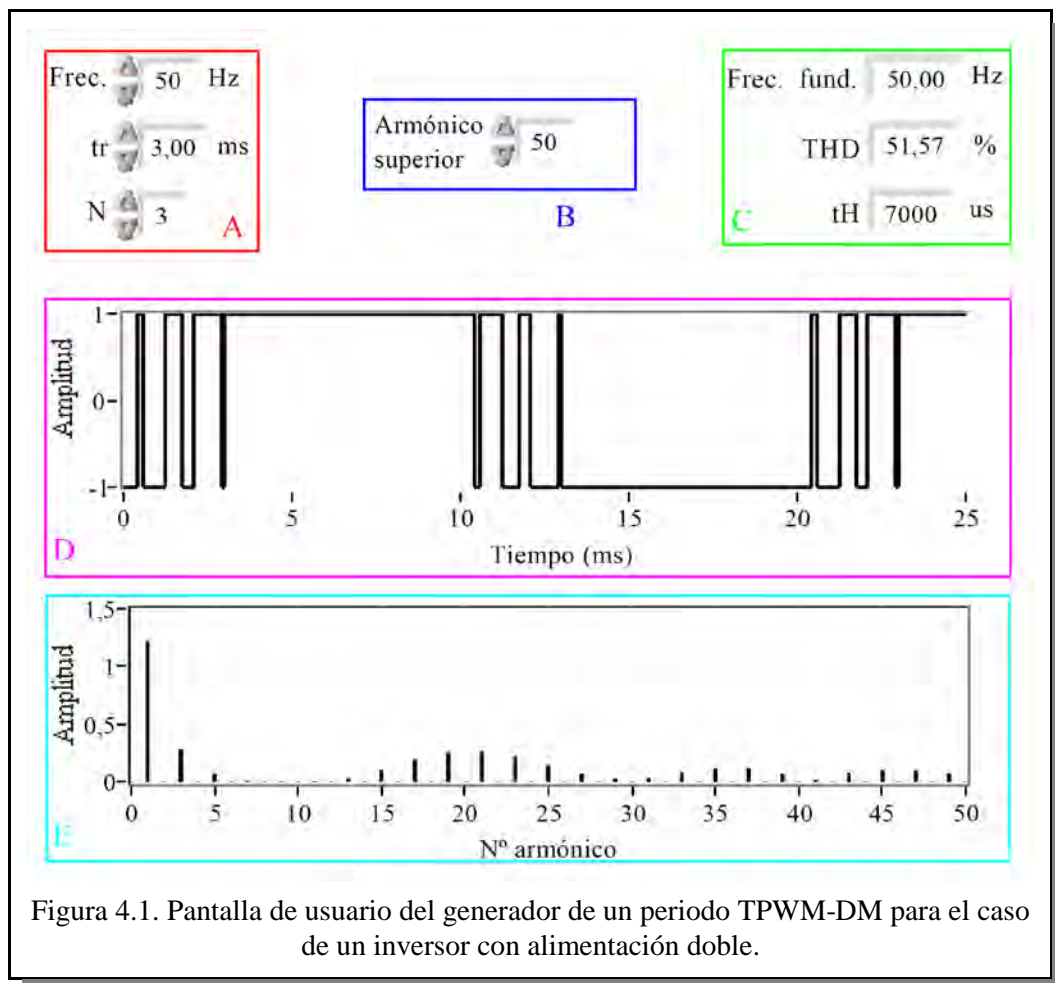 Frec. 50 Hz
tr 3,00 ms
N 3
A
Armónico
superior 50
B
Frec. fund. 50,00 Hz
THD 51,57 %
tH 7000 us
C
Amplitud
1
0
-1
0 5 10 15 20 25
Tiempo (ms)
D
Amplitud
1,5
1
0,5
0
0 5 10 15 20 25 30 35 40 45 50
Nº armónico
E
Figura 4.1. Pantalla de usuario del generador de un periodo TPWM-DM para el caso
de un inversor con alimentación doble.